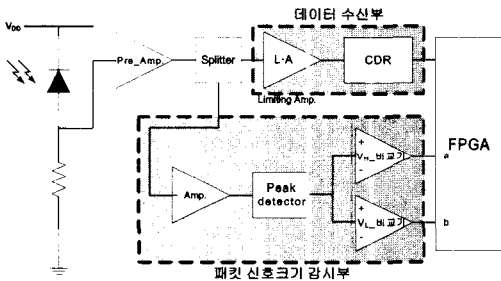 데이터 수신부
V_DD
Pre_Amp.
Splitter
L·A
CDR
Limiting Amp.
FPGA
+
V_H_비교기
-
a
Amp.
Peak
detector
+
V_L_비교기
-
b
패킷 신호크기 감시부